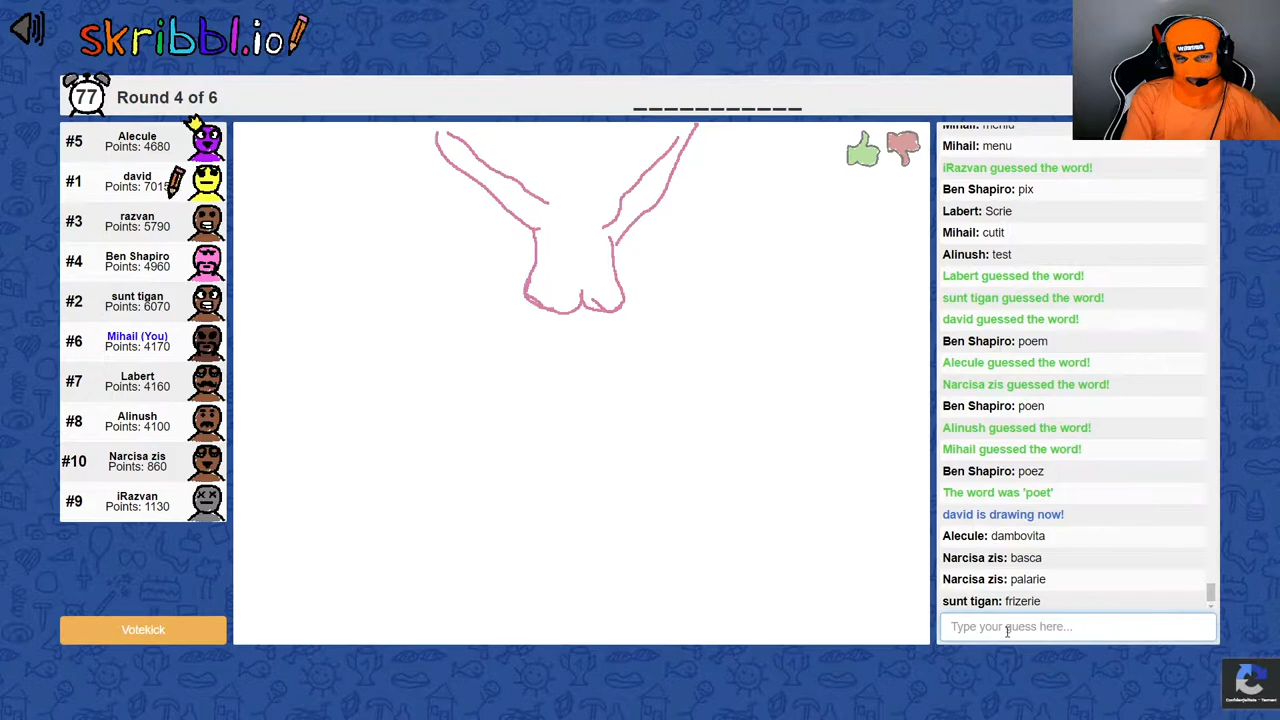 skribbl.io
77
Round 4 of 6
__________
#5 Alecule
Points: 4680
#1 david
Points: 7015
#3 razvan
Points: 5790
#4 Ben Shapiro
Points: 4960
#2 sunt tigan
Points: 6070
#6 Mihail (You)
Points: 4170
#7 Labert
Points: 4160
#8 Alinush
Points: 4100
#10 Narcisa zis
Points: 860
#9 iRazvan
Points: 1130
Votekick
Mihail: menu
iRazvan guessed the word!
Ben Shapiro: pix
Labert: Scrie
Mihail: cutit
Alinush: test
Labert guessed the word!
sunt tigan guessed the word!
david guessed the word!
Ben Shapiro: poem
Alecule guessed the word!
Narcisa zis guessed the word!
Ben Shapiro: poen
Alinush guessed the word!
Mihail guessed the word!
Ben Shapiro: poez
The word was 'poet'
david is drawing now!
Alecule: dambovita
Narcisa zis: basca
Narcisa zis: palarie
sunt tigan: frizerie
Type your guess here...